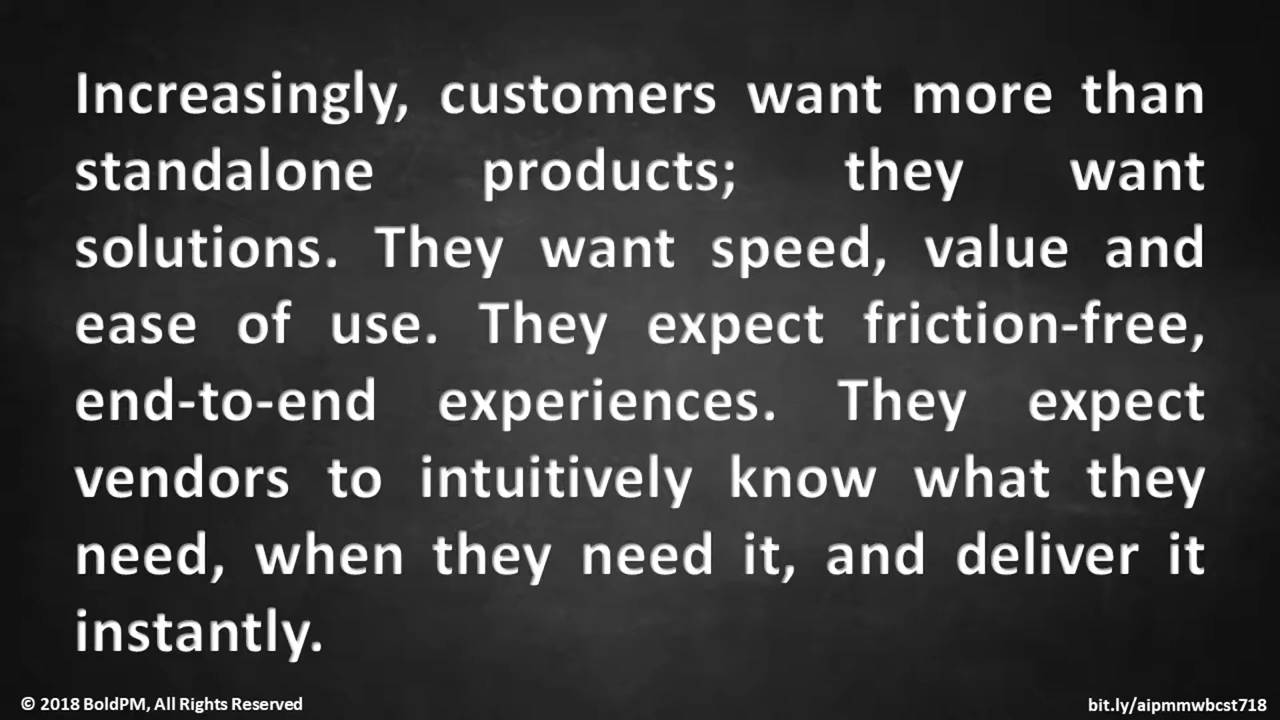 Increasingly, customers want more than
standalone products; they want
solutions. They want speed, value and
ease of use. They expect friction-free,
end-to-end experiences. They expect
vendors to intuitively know what they
need, when they need it, and deliver it
instantly.
© 2018 BoldPM, All Rights Reserved
bit.ly/aipmmwbcst718